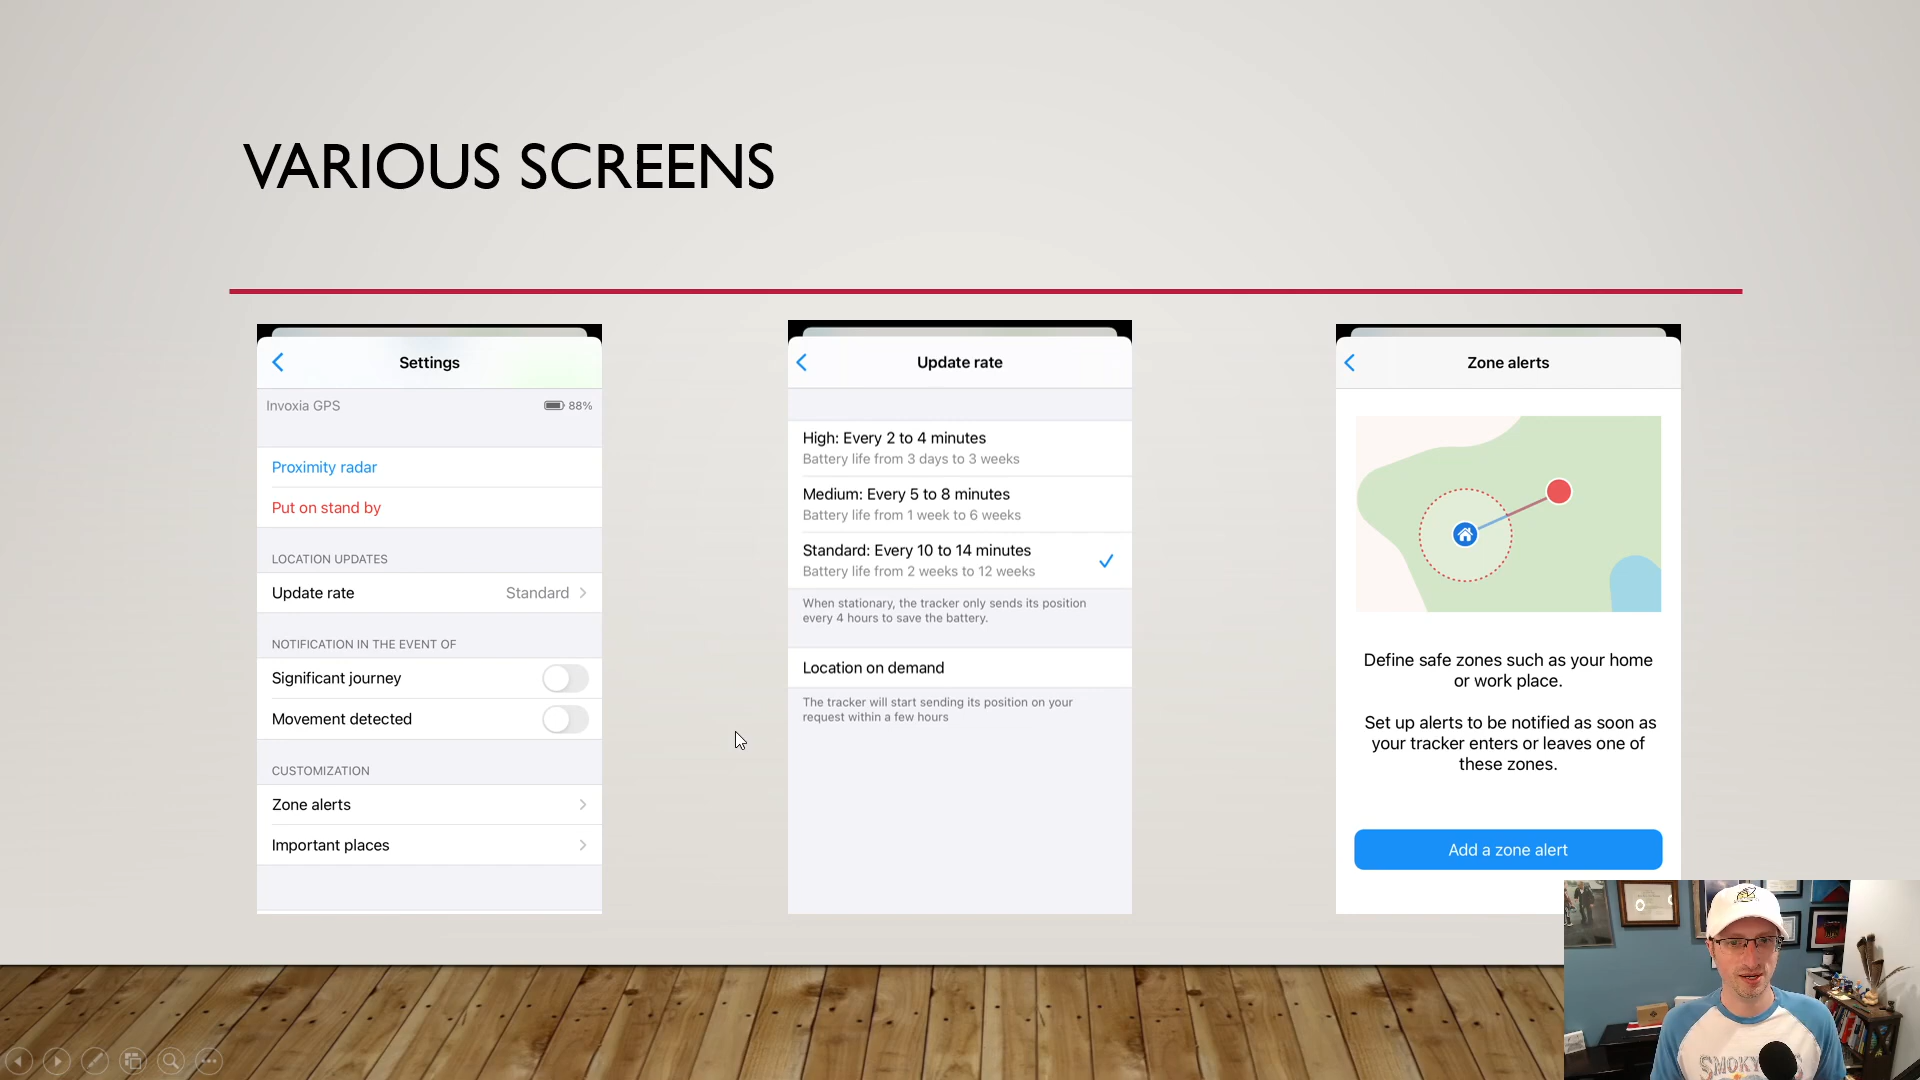 VARIOUS SCREENS
Settings
Invoxia GPS 88%
Proximity radar
Put on stand by
LOCATION UPDATES
Update rate Standard
NOTIFICATION IN THE EVENT OF
Significant journey
Movement detected
CUSTOMIZATION
Zone alerts
Important places
Update rate
High: Every 2 to 4 minutes
Battery life from 3 days to 3 weeks
Medium: Every 5 to 8 minutes
Battery life from 1 week to 6 weeks
Standard: Every 10 to 14 minutes
Battery life from 2 weeks to 12 weeks
When stationary, the tracker only sends its position
every 4 hours to save the battery.
Location on demand
The tracker will start sending its position on your
request within a few hours
Zone alerts
Define safe zones such as your home
or work place.
Set up alerts to be notified as soon as
your tracker enters or leaves one of
these zones.
Add a zone alert